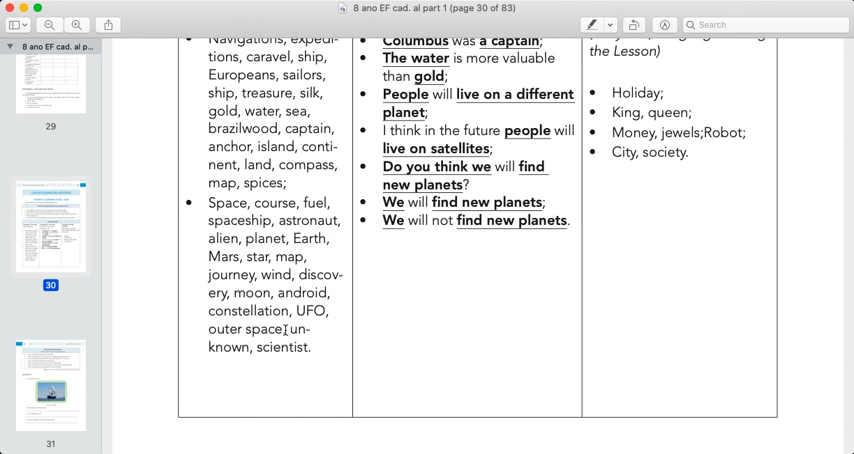 8 ano EF cad. al part 1 (page 30 of 83)
Search
8 ano EF cad. al p...
29
30
31
• Navigations, expedi-
tions, caravel, ship,
Europeans, sailors,
ship, treasure, silk,
gold, water, sea,
brazilwood, captain,
anchor, island, conti-
nent, land, compass,
map, spices;
• Space, course, fuel,
spaceship, astronaut,
alien, planet, Earth,
Mars, star, map,
journey, wind, discov-
ery, moon, android,
constellation, UFO,
outer space, un-
known, scientist.
• Columbus was a captain;
• The water is more valuable
than gold;
• People will live on a different
planet;
• I think in the future people will
live on satellites;
• Do you think we will find
new planets?
• We will find new planets;
• We will not find new planets.
the Lesson)
• Holiday;
• King, queen;
• Money, jewels;Robot;
• City, society.